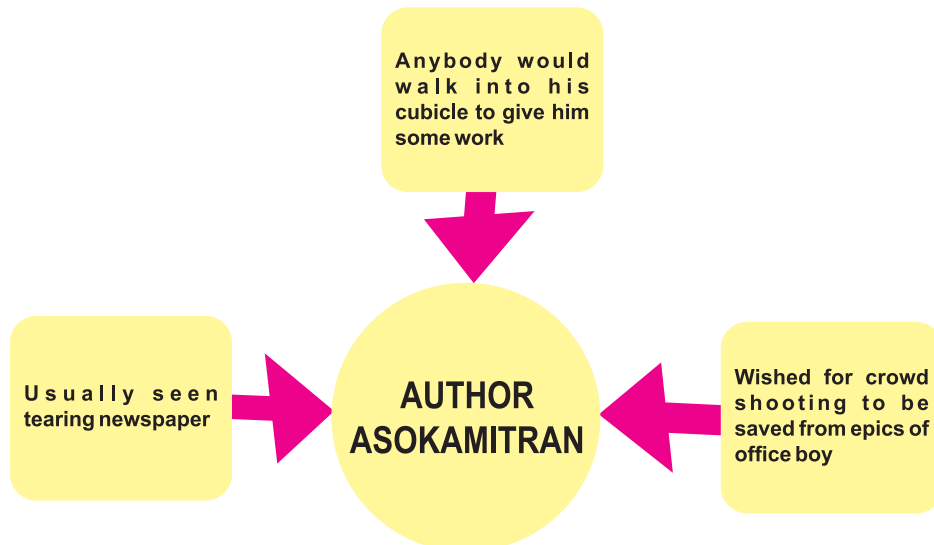 Anybody would
walk into his
cubicle to give him
some work
Usually seen
tearing newspaper
AUTHOR
ASOKAMITRAN
Wished for crowd
shooting to be
saved from epics of
office boy